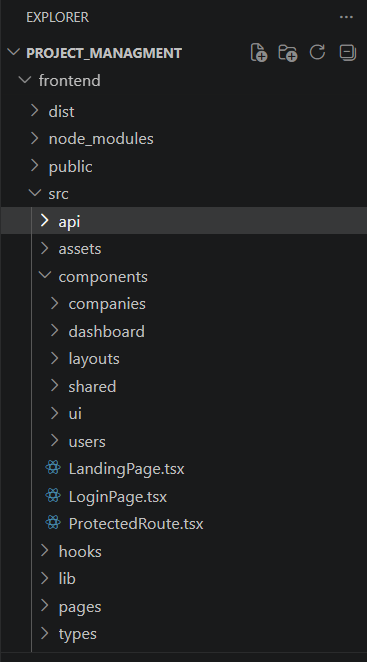 EXPLORER
PROJECT_MANAGMENT
frontend
dist
node_modules
public
src
api
assets
components
companies
dashboard
layouts
shared
ui
users
LandingPage.tsx
LoginPage.tsx
ProtectedRoute.tsx
hooks
lib
pages
types